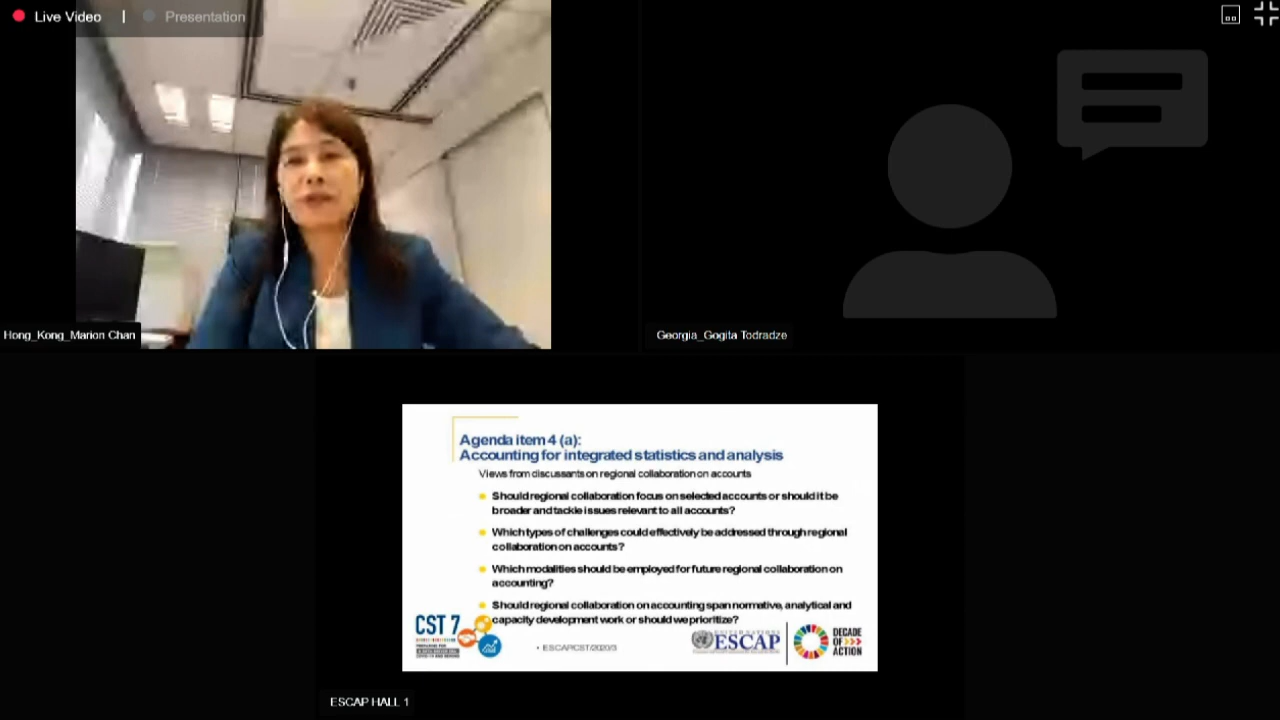 Live Video | Presentation
Hong_Kong_Marion Chan
Georgia_Gogita Todradze
Agenda item 4 (a):
Accounting for integrated statistics and analysis
Views from discussants on regional collaboration on accounts
Should regional collaboration focus on selected accounts or should it be
broader and tackle issues relevant to all accounts?
Which types of challenges could effectively be addressed through regional
collaboration on accounts?
Which modalities should be employed for future regional collaboration on
accounting?
Should regional collaboration on accounting span normative, analytical and
capacity development work or should we prioritize?
CST 7
UNITED NATIONS
ESCAP
DECADE
OF >>>
ACTION
• ESCAP/CST/2020/3
ESCAP HALL 1